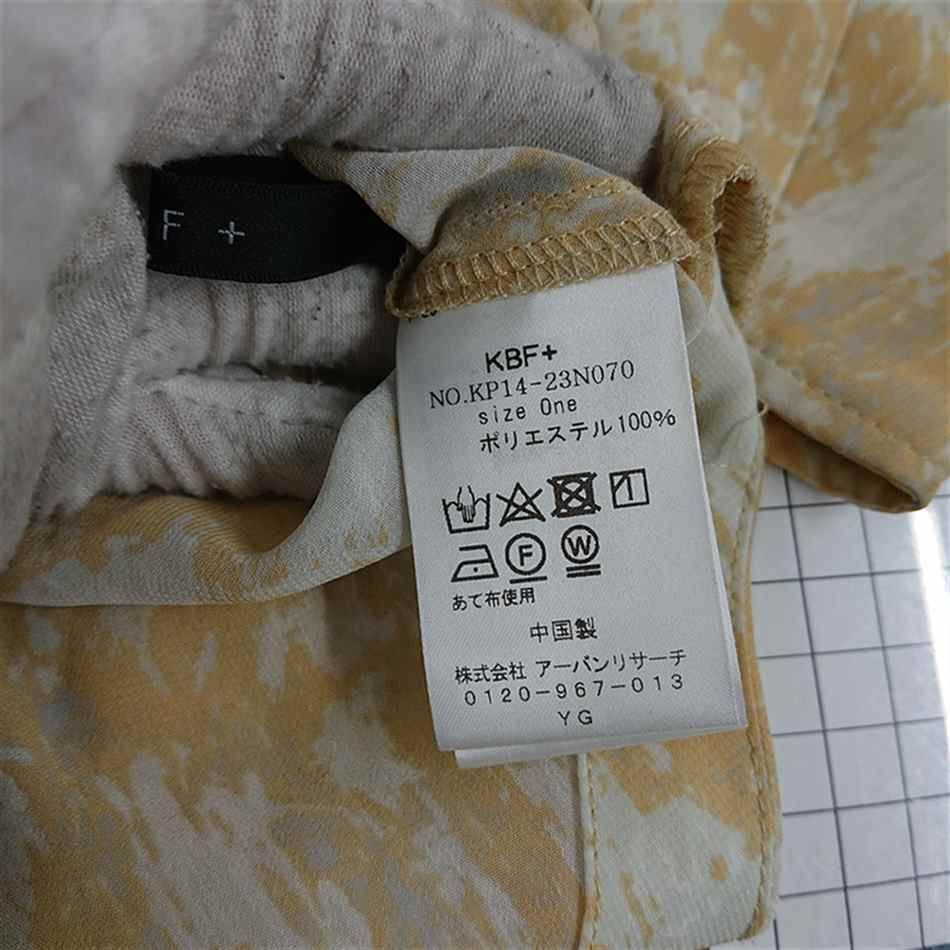 F +
KBF+
NO.KP14-23N070
size One
ポリエステル100%
F W
あて布使用
中国製
株式会社 アーバンリサーチ
0120-967-013
YG